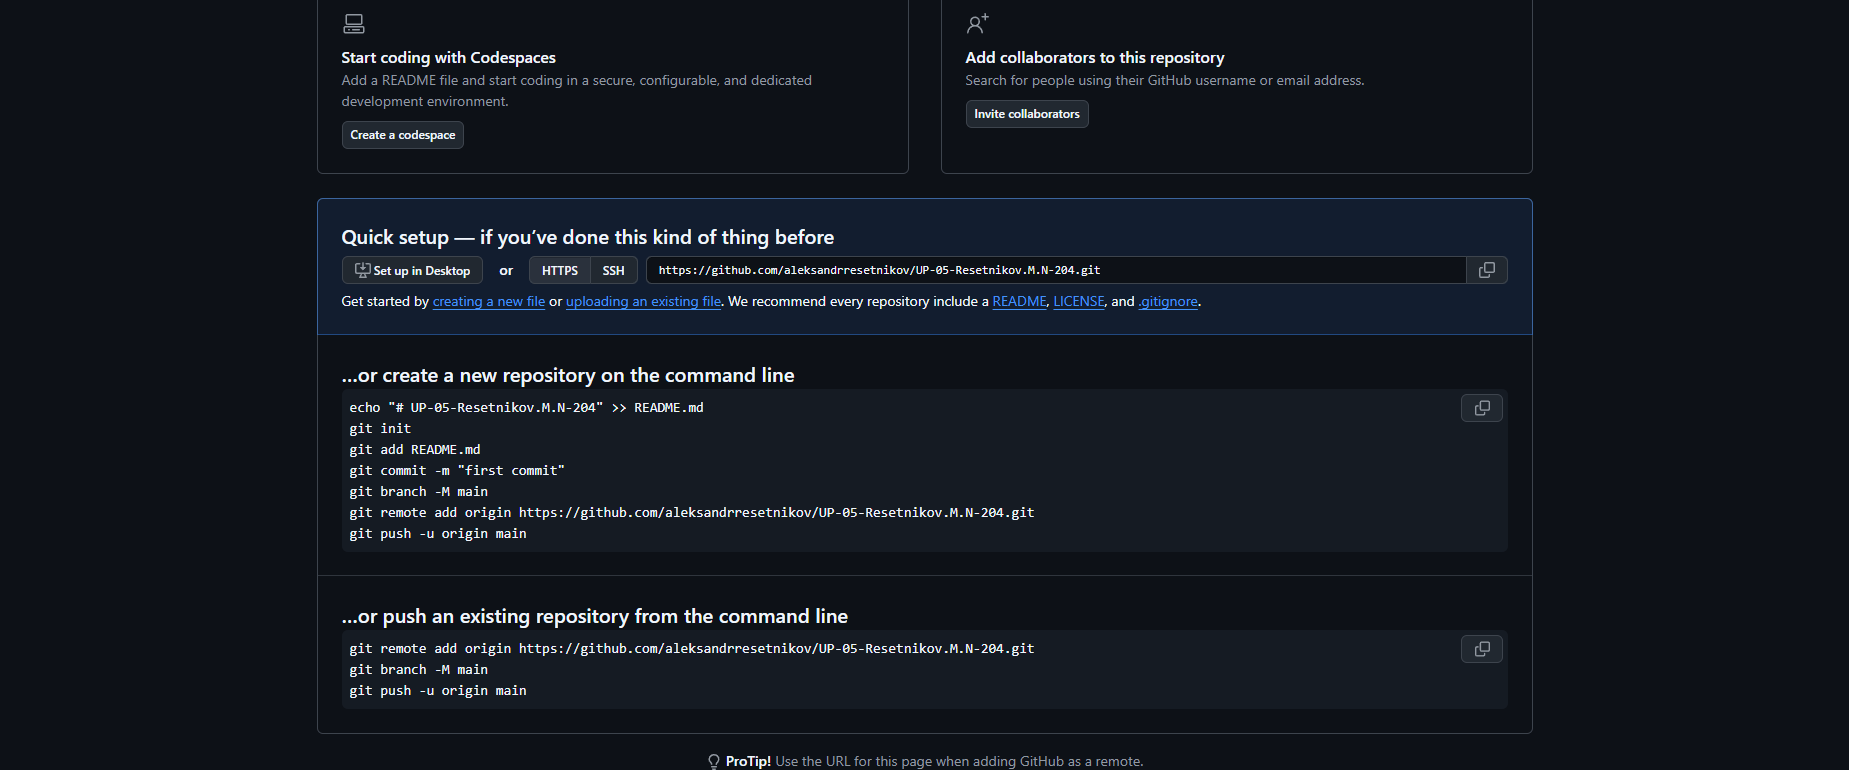 Start coding with Codespaces
Add a README file and start coding in a secure, configurable, and dedicated
development environment.
Create a codespace
Add collaborators to this repository
Search for people using their GitHub username or email address.
Invite collaborators
Quick setup — if you’ve done this kind of thing before
Set up in Desktop or HTTPS SSH https://github.com/aleksandrresetnikov/UP-05-Resetnikov.M.N-204.git
Get started by creating a new file or uploading an existing file. We recommend every repository include a README, LICENSE, and .gitignore.
…or create a new repository on the command line
echo "# UP-05-Resetnikov.M.N-204" >> README.md
git init
git add README.md
git commit -m "first commit"
git branch -M main
git remote add origin https://github.com/aleksandrresetnikov/UP-05-Resetnikov.M.N-204.git
git push -u origin main
…or push an existing repository from the command line
git remote add origin https://github.com/aleksandrresetnikov/UP-05-Resetnikov.M.N-204.git
git branch -M main
git push -u origin main
ProTip! Use the URL for this page when adding GitHub as a remote.